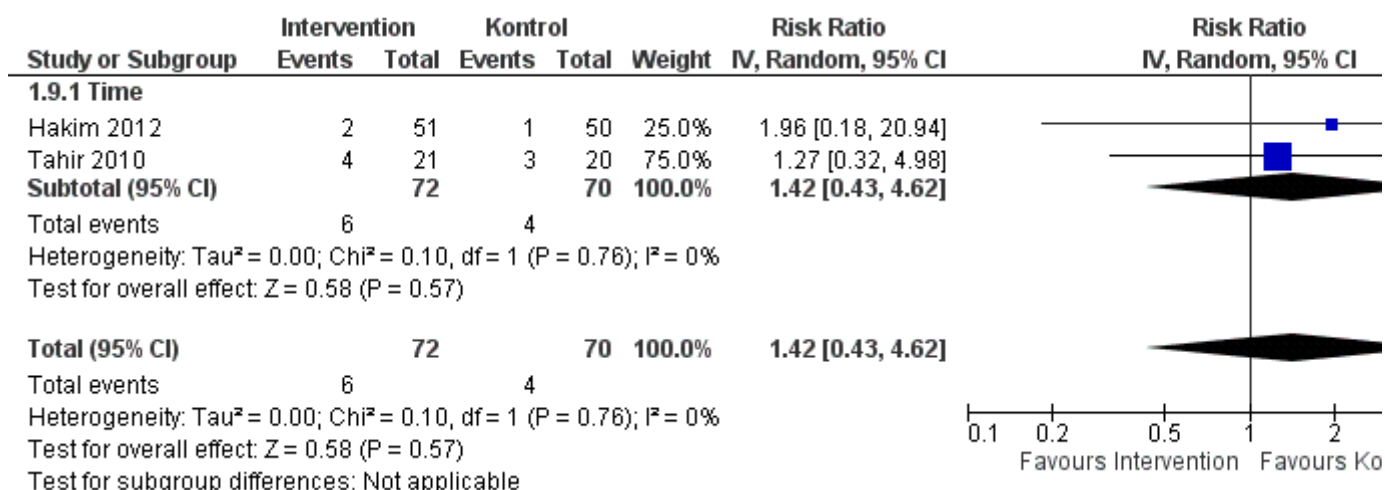 Intervention Kontrol Risk Ratio Risk Ratio
Study or Subgroup Events Total Events Total Weight IV, Random, 95% CI IV, Random, 95% CI
1.9.1 Time
Hakim 2012 2 51 1 50 25.0% 1.96 [0.18, 20.94]
Tahir 2010 4 21 3 20 75.0% 1.27 [0.32, 4.98]
Subtotal (95% CI) 72 70 100.0% 1.42 [0.43, 4.62]
Total events 6 4
Heterogeneity: Tau² = 0.00; Chi² = 0.10, df = 1 (P = 0.76); I² = 0%
Test for overall effect: Z = 0.58 (P = 0.57)
Total (95% CI) 72 70 100.0% 1.42 [0.43, 4.62]
Total events 6 4
Heterogeneity: Tau² = 0.00; Chi² = 0.10, df = 1 (P = 0.76); I² = 0%
Test for overall effect: Z = 0.58 (P = 0.57)
Test for subgroup differences: Not applicable
0.1 0.2 0.5 1 2
Favours Intervention Favours Ko